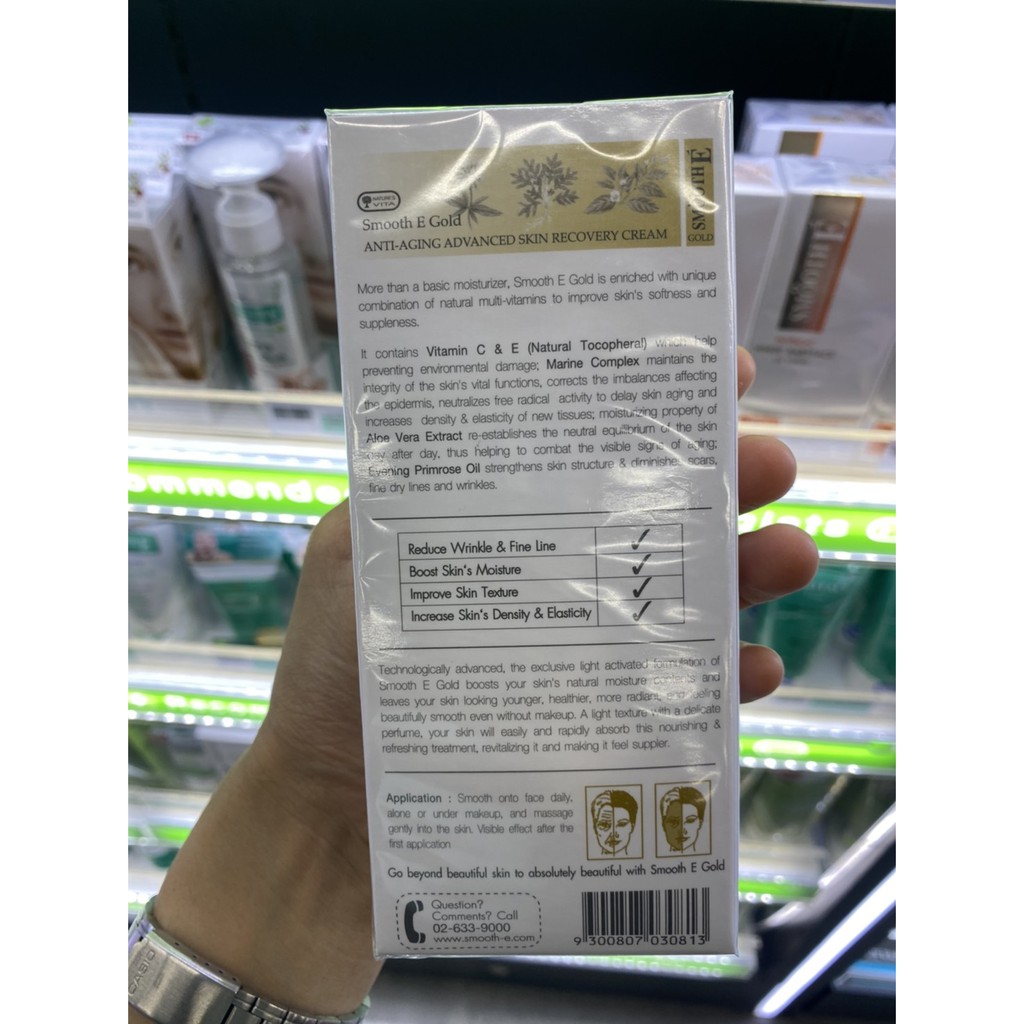 NATURE'S
VITA
Smooth E Gold
ANTI-AGING ADVANCED SKIN RECOVERY CREAM
SMOOTH E
GOLD
More than a basic moisturizer, Smooth E Gold is enriched with unique
combination of natural multi-vitamins to improve skin's softness and
suppleness.
It contains Vitamin C & E (Natural Tocopheral) which help
preventing environmental damage; Marine Complex maintains the
integrity of the skin's vital functions, corrects the imbalances affecting
the epidermis, neutralizes free radical activity to delay skin aging and
increases density & elasticity of new tissues; moisturizing property of
Aloe Vera Extract re-establishes the neutral equilibrium of the skin
day after day, thus helping to combat the visible signs of aging;
Evening Primrose Oil strengthens skin structure & diminishes scars,
fine dry lines and wrinkles.
Reduce Wrinkle & Fine Line ✓
Boost Skin's Moisture ✓
Improve Skin Texture ✓
Increase Skin's Density & Elasticity ✓
Technologically advanced, the exclusive light activated formulation of
Smooth E Gold boosts your skin's natural moisture contents and
leaves your skin looking younger, healthier, more radiant, and feeling
beautifully smooth even without makeup. A light texture with a delicate
perfume, your skin will easily and rapidly absorb this nourishing &
refreshing treatment, revitalizing it and making it feel suppler.
Application : Smooth onto face daily,
alone or under makeup, and massage
gently into the skin. Visible effect after the
first application
Go beyond beautiful skin to absolutely beautiful with Smooth E Gold
Question?
Comments? Call
02-633-9000
www.smooth-e.com
9 300807 030813
SMOOTH E
ommende
CASIO